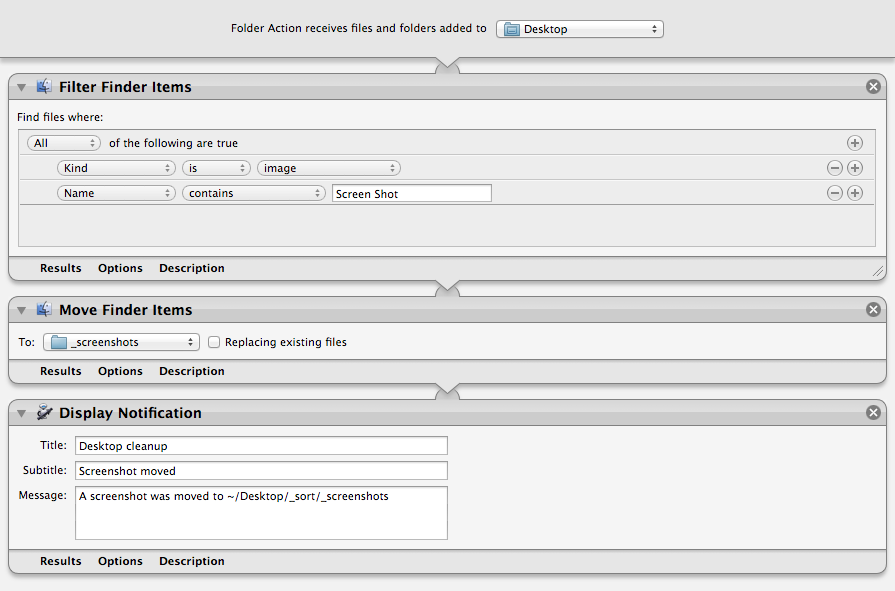 Folder Action receives files and folders added to Desktop
Filter Finder Items
Find files where:
All of the following are true
Kind is image
Name contains Screen Shot
Results Options Description
Move Finder Items
To: _screenshots Replacing existing files
Results Options Description
Display Notification
Title: Desktop cleanup
Subtitle: Screenshot moved
Message: A screenshot was moved to ~/Desktop/_sort/_screenshots
Results Options Description